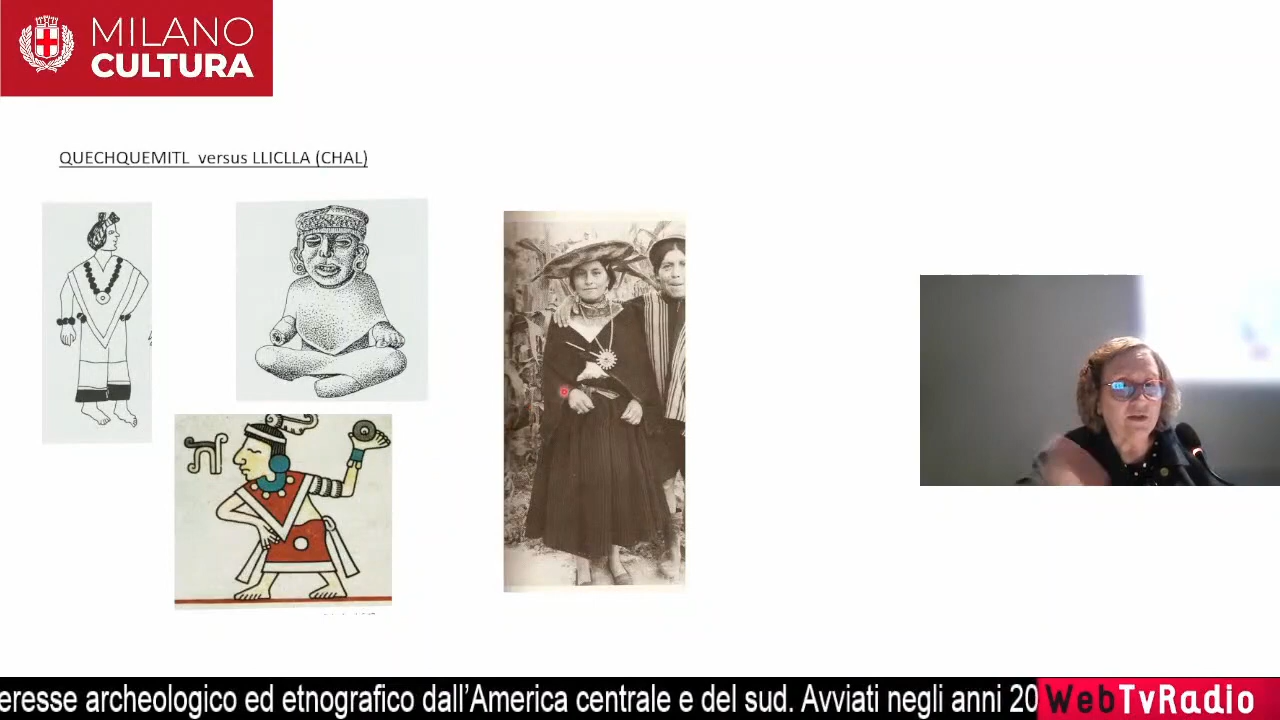 MILANO
CULTURA
QUECHQUEMITL versus LLICLLA (CHAL)
eresse archeologico ed etnografico dall'America centrale e del sud. Avviati negli anni 20
WebTvRadio